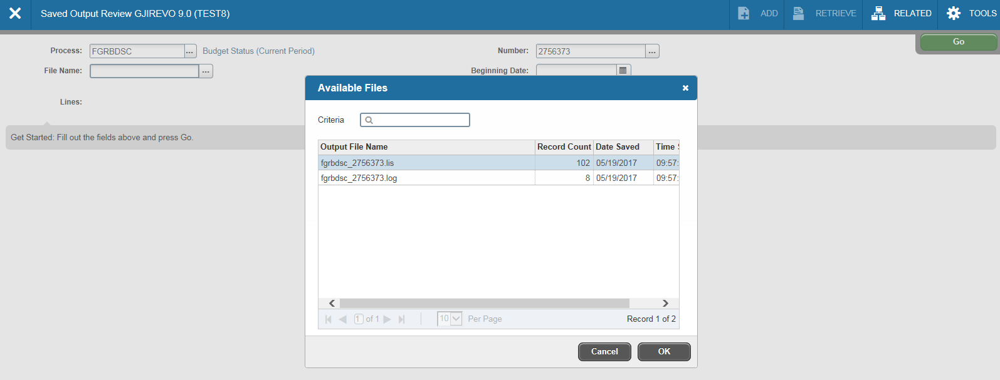 Saved Output Review GJIREVO 9.0 (TEST8) ADD RETRIEVE RELATED TOOLS
Go
Process: FGRBDSC ... Budget Status (Current Period) Number: 2756373 ...
File Name: ... Beginning Date:
Lines:
Get Started: Fill out the fields above and press Go.
Available Files
Criteria
Output File Name Record Count Date Saved Time
fgrbdsc_2756373.lis 102 05/19/2017 09:57:
fgrbdsc_2756373.log 8 05/19/2017 09:57:
1 of 1 10 Per Page Record 1 of 2
Cancel OK